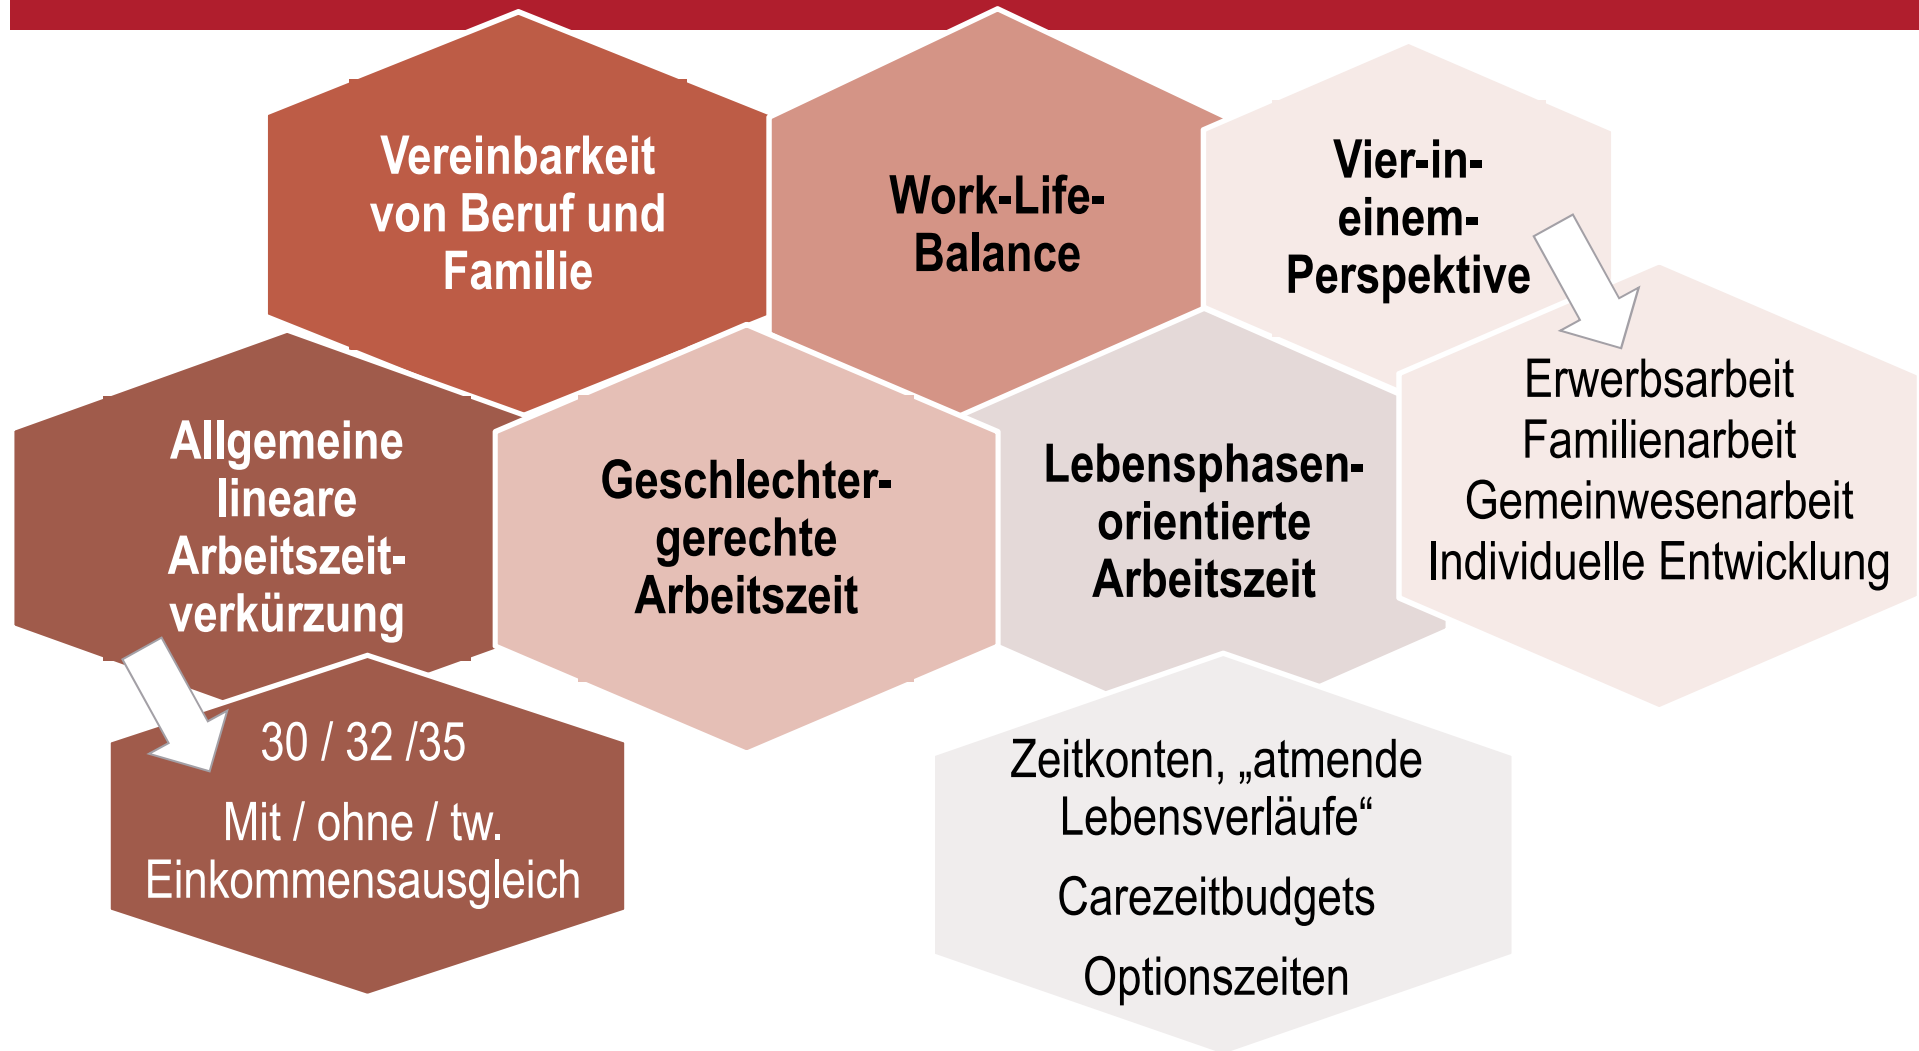 Vereinbarkeit
von Beruf und
Familie
Work-Life-
Balance
Vier-in-
einem-
Perspektive
Erwerbsarbeit
Familienarbeit
Gemeinwesenarbeit
Individuelle Entwicklung
Allgemeine
lineare
Arbeitszeit-
verkürzung
Geschlechter-
gerechte
Arbeitszeit
Lebensphasen-
orientierte
Arbeitszeit
30 / 32 /35
Mit / ohne / tw.
Einkommensausgleich
Zeitkonten, „atmende
Lebensverläufe“
Carezeitbudgets
Optionszeiten